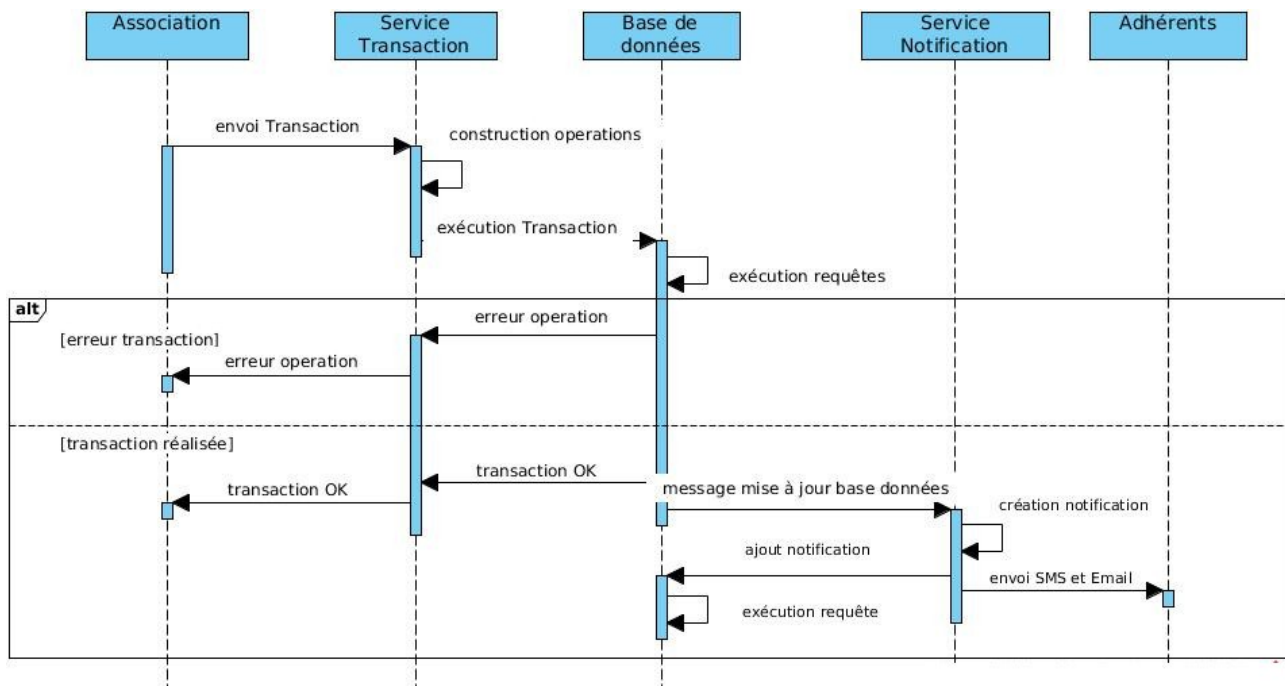 Association
Service
Transaction
Base de
données
Service
Notification
Adhérents
envoi Transaction
construction operations
exécution Transaction
exécution requêtes
alt
erreur operation
[erreur transaction]
erreur operation
[transaction réalisée]
transaction OK
transaction OK
message mise à jour base données
création notification
ajout notification
envoi SMS et Email
exécution requête